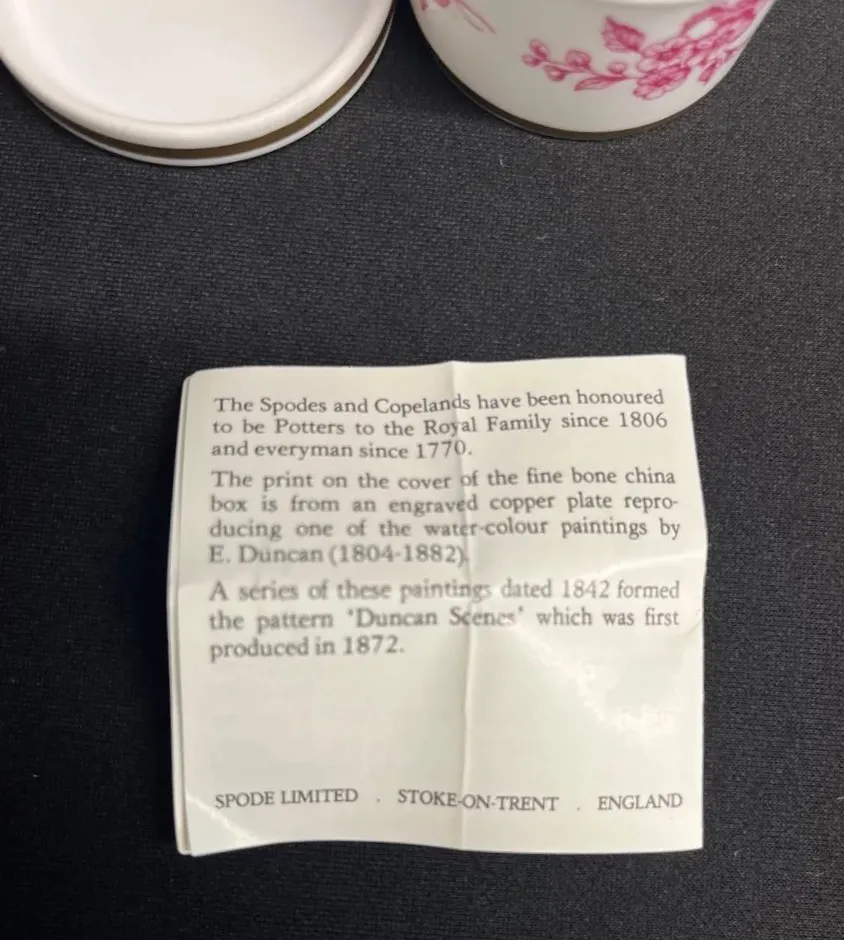 The Spodes and Copelands have been honoured
to be Potters to the Royal Family since 1806
and everyman since 1770.
The print on the cover of the fine bone china
box is from an engraved copper plate repro-
ducing one of the water-colour paintings by
E. Duncan (1804-1882).
A series of these paintings dated 1842 formed
the pattern 'Duncan Scenes' which was first
produced in 1872.
SPODE LIMITED . STOKE-ON-TRENT . ENGLAND